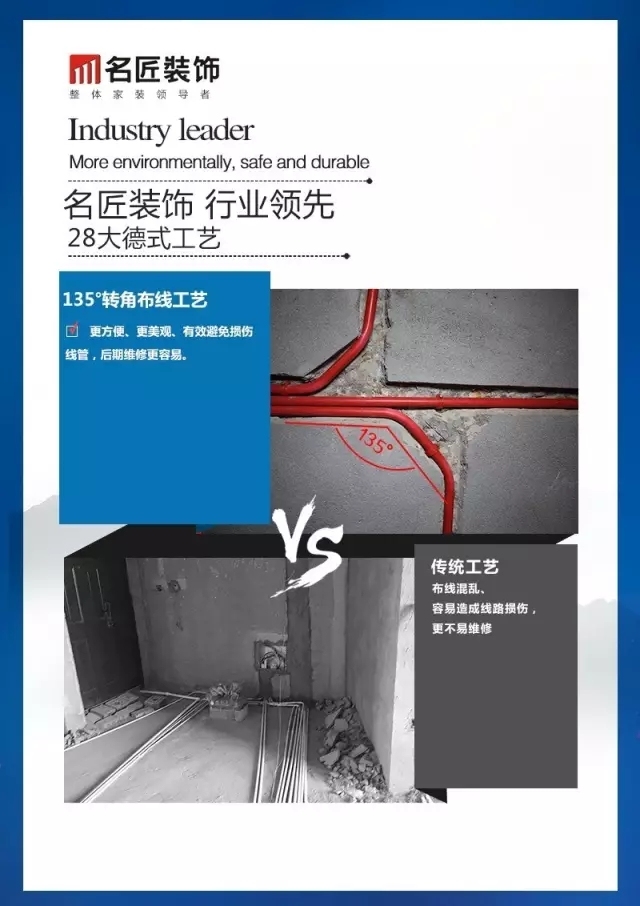 名匠装饰
整体家装领导者
Industry leader
More environmentally, safe and durable
名匠装饰 行业领先
28大德式工艺
135°转角布线工艺
更方便、更美观、有效避免损伤
线管，后期维修更容易。
135°
VS
传统工艺
布线混乱、
容易造成线路损伤，
更不易维修